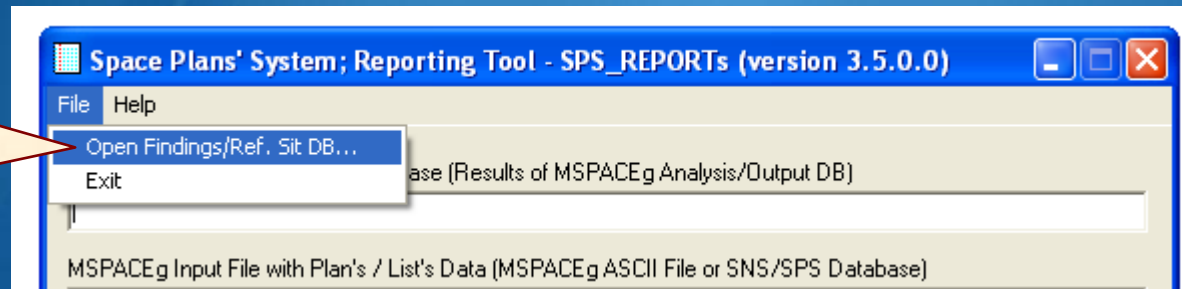 Space Plans' System; Reporting Tool - SPS_REPORTs (version 3.5.0.0)
File Help
Open Findings/Ref. Sit DB...
Exit
ase (Results of MSPACEg Analysis/Output DB)
MSPACEg Input File with Plan's / List's Data (MSPACEg ASCII File or SNS/SPS Database)